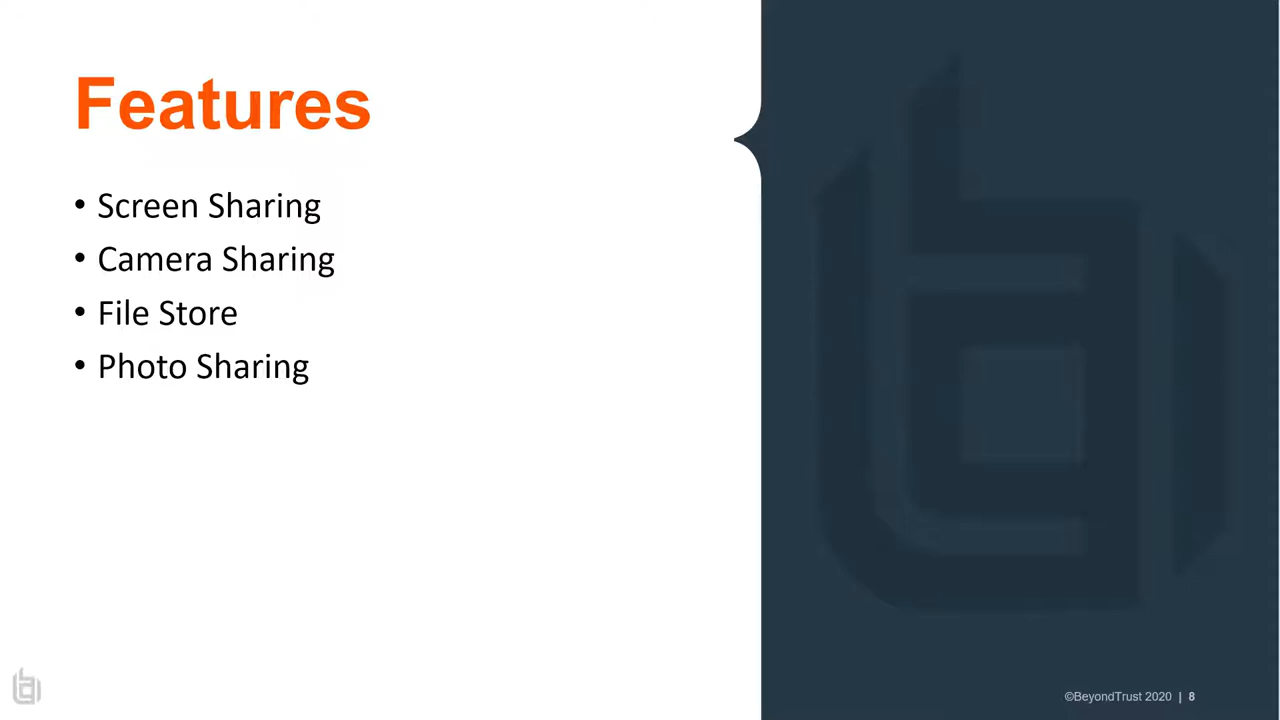 Features
• Screen Sharing
• Camera Sharing
• File Store
• Photo Sharing
©BeyondTrust 2020 | 8